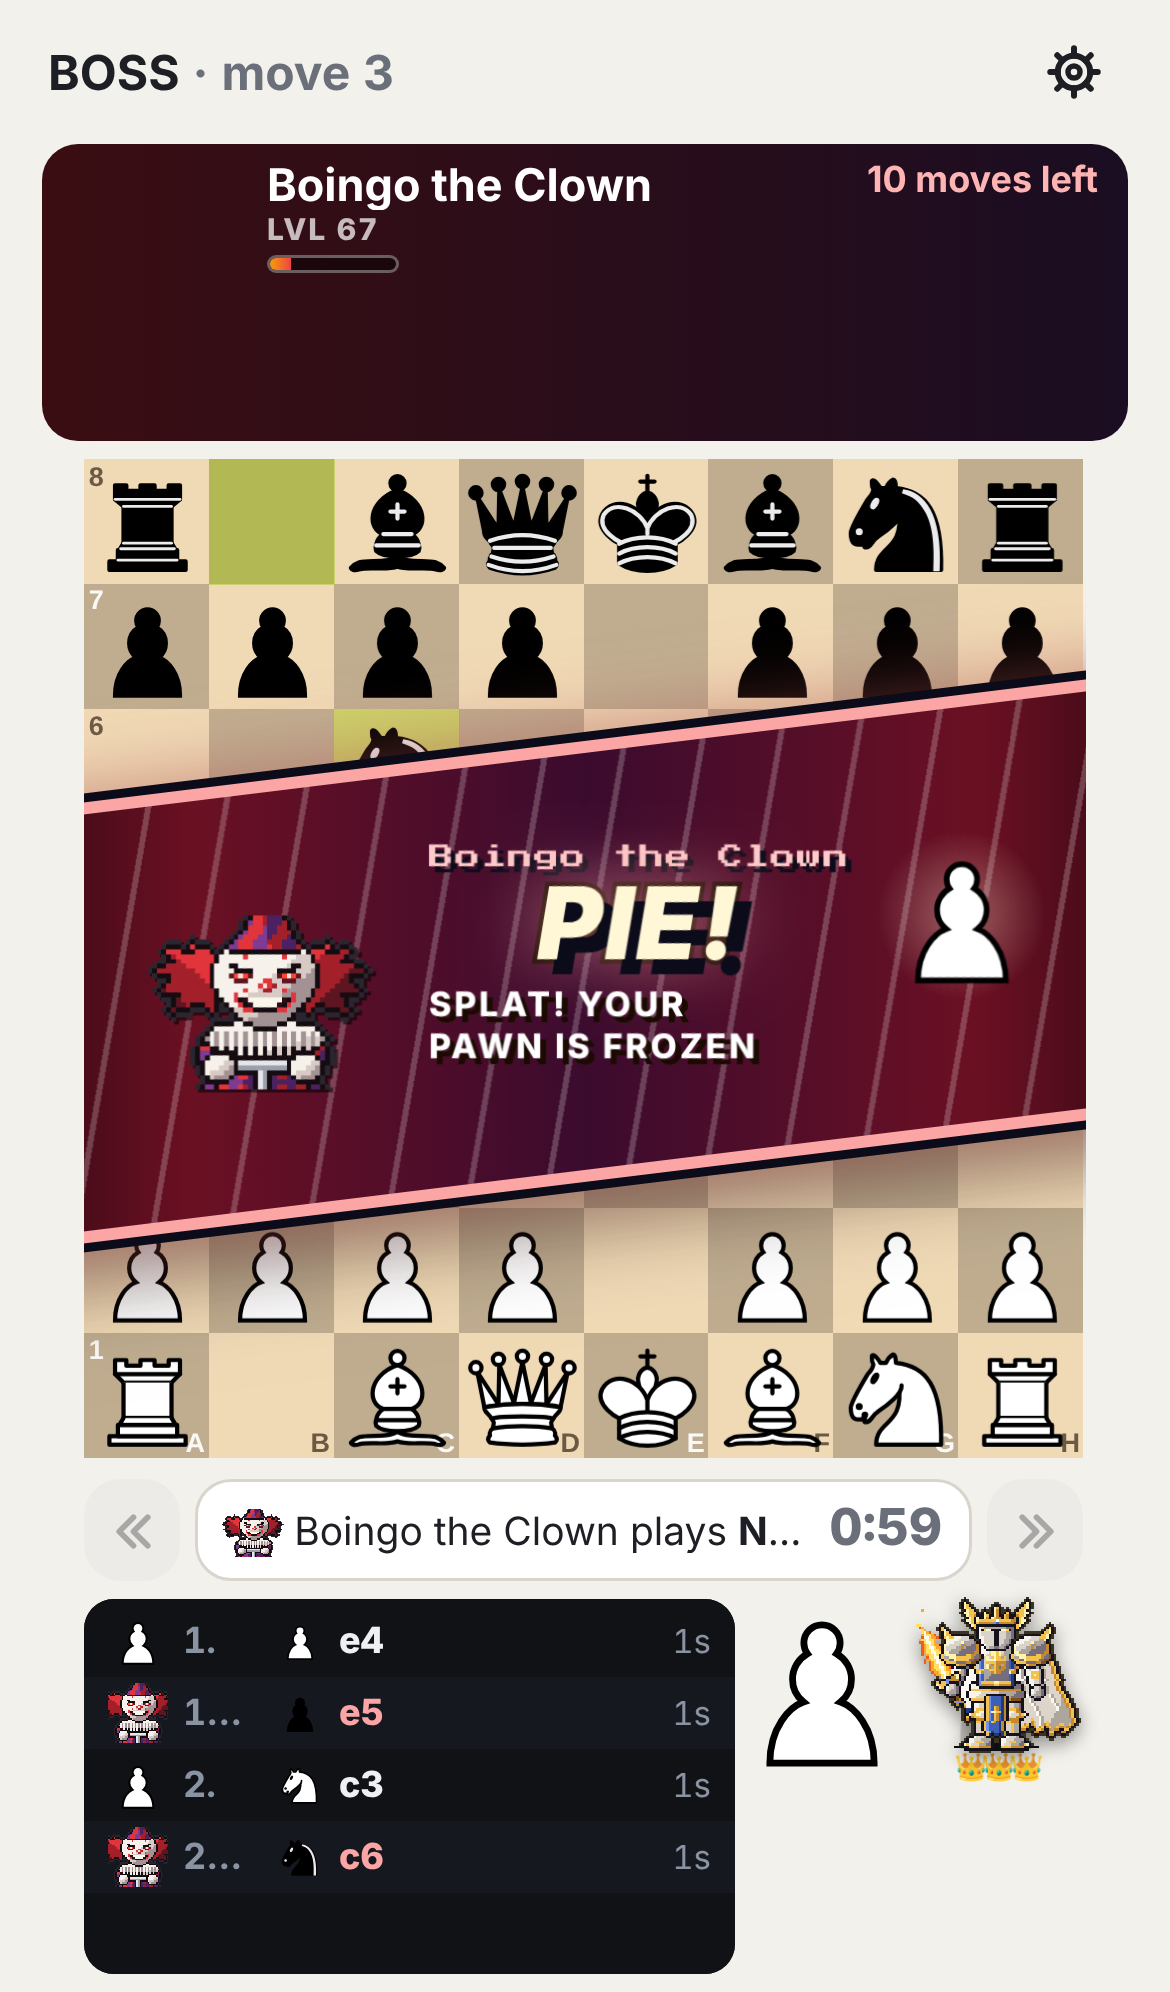 BOSS · move 3
Boingo the Clown
10 moves left
LVL 67
8
7
6
Boingo the Clown
PIE!
SPLAT! YOUR
PAWN IS FROZEN
1
A B C D E F G H
Boingo the Clown plays N... 0:59
1. e4 1s
1... e5 1s
2. c3 1s
2... c6 1s